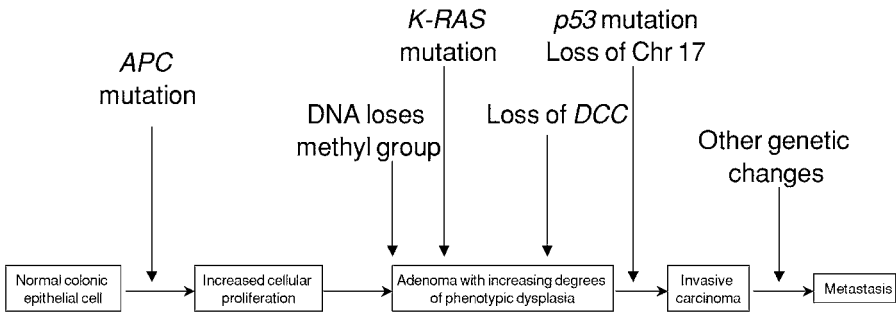 APC
mutation
DNA loses
methyl group
K-RAS
mutation
Loss of DCC
p53 mutation
Loss of Chr 17
Other genetic
changes
Normal colonic
epithelial cell
Increased cellular
proliferation
Adenoma with increasing degrees
of phenotypic dysplasia
Invasive
carcinoma
Metastasis